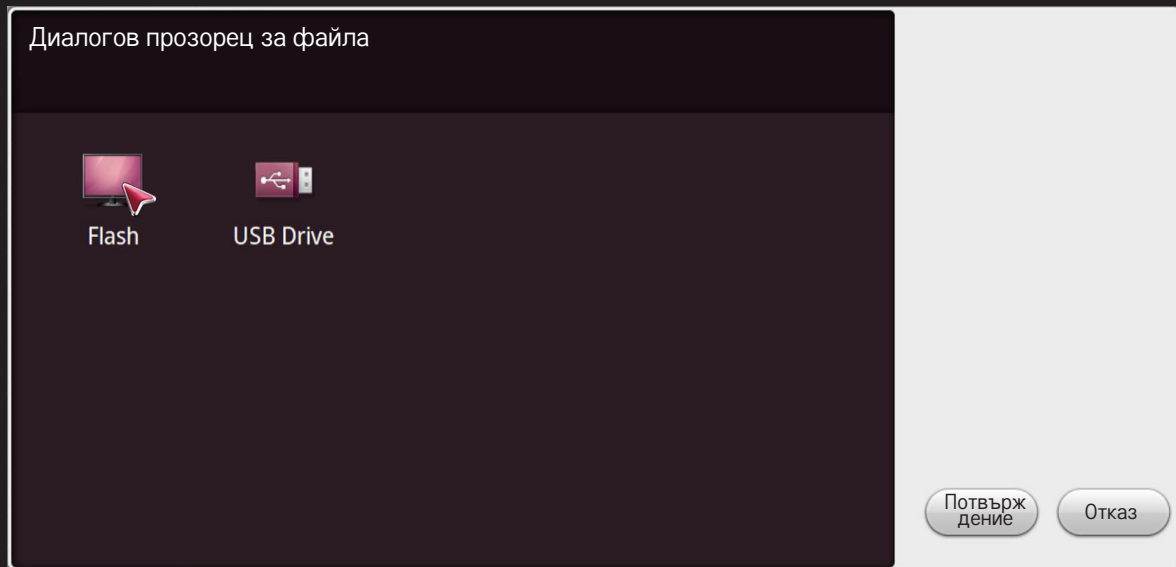 Диалогов прозорец за файла
Flash
USB Drive
Потвърж
дение
Отказ